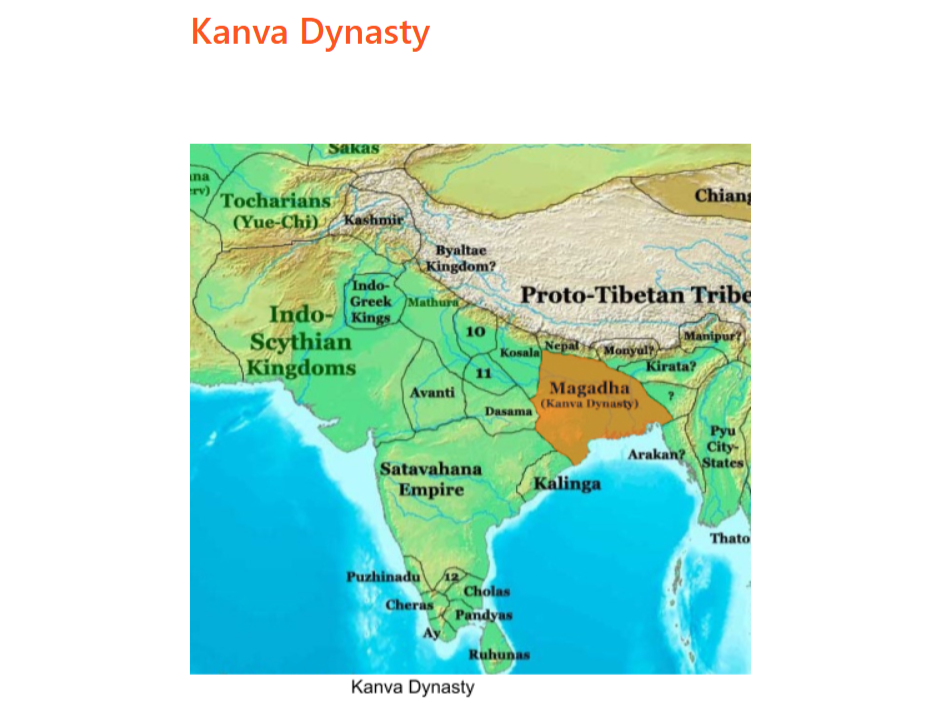 Kanva Dynasty
Sakas
na
rv)
Tocharians
(Yue-Chi)
Kashmir
Chiang
Byaltae
Kingdom?
Indo-
Greek
Kings
Mathura
Proto-Tibetan Tribe
Indo-
Scythian
Kingdoms
10
Kosala
Nepal
Monyul?
Manipur?
Kirata?
11
Avanti
Dasama
Magadha
(Kanva Dynasty)
?
Pyu
City-
States
Arakan?
Satavahana
Empire
Kalinga
Thato
Puzhinadu
12
Cholas
Cheras
Pandyas
Ay
Ruhunas
Kanva Dynasty